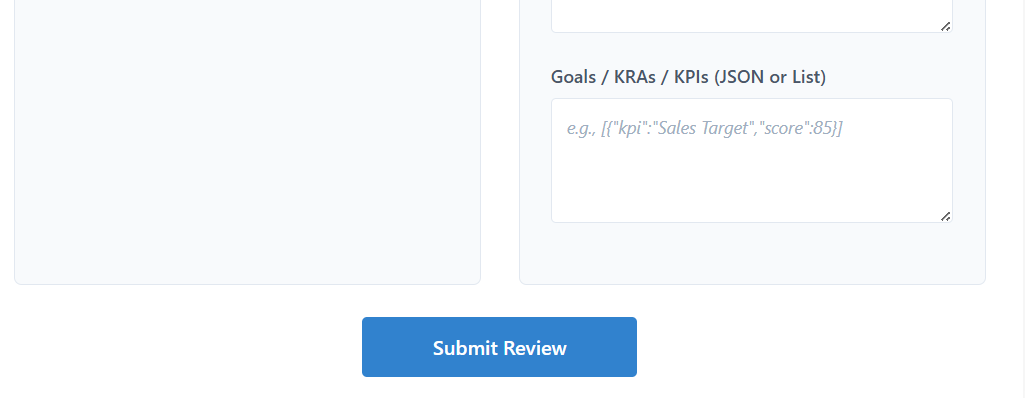 Goals / KRAs / KPIs (JSON or List)
e.g., [{"kpi":"Sales Target","score":85}]
Submit Review